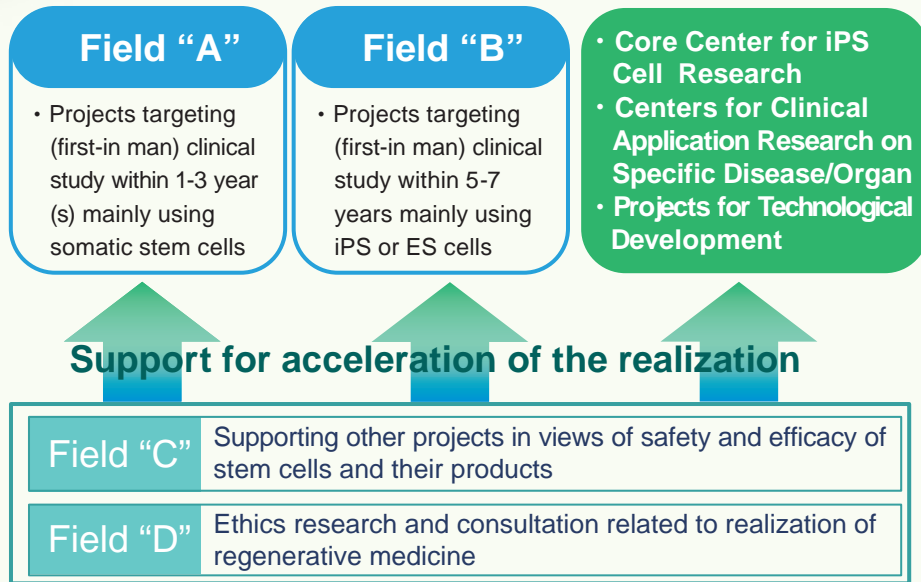 Field “A”
・Projects targeting
(first-in man) clinical
study within 1-3 year
(s) mainly using
somatic stem cells
Field “B”
・Projects targeting
(first-in man) clinical
study within 5-7
years mainly using
iPS or ES cells
・Core Center for iPS
Cell Research
・Centers for Clinical
Application Research on
Specific Disease/Organ
・Projects for Technological
Development
Support for acceleration of the realization
Field “C”
Supporting other projects in views of safety and efficacy of
stem cells and their products
Field “D”
Ethics research and consultation related to realization of
regenerative medicine